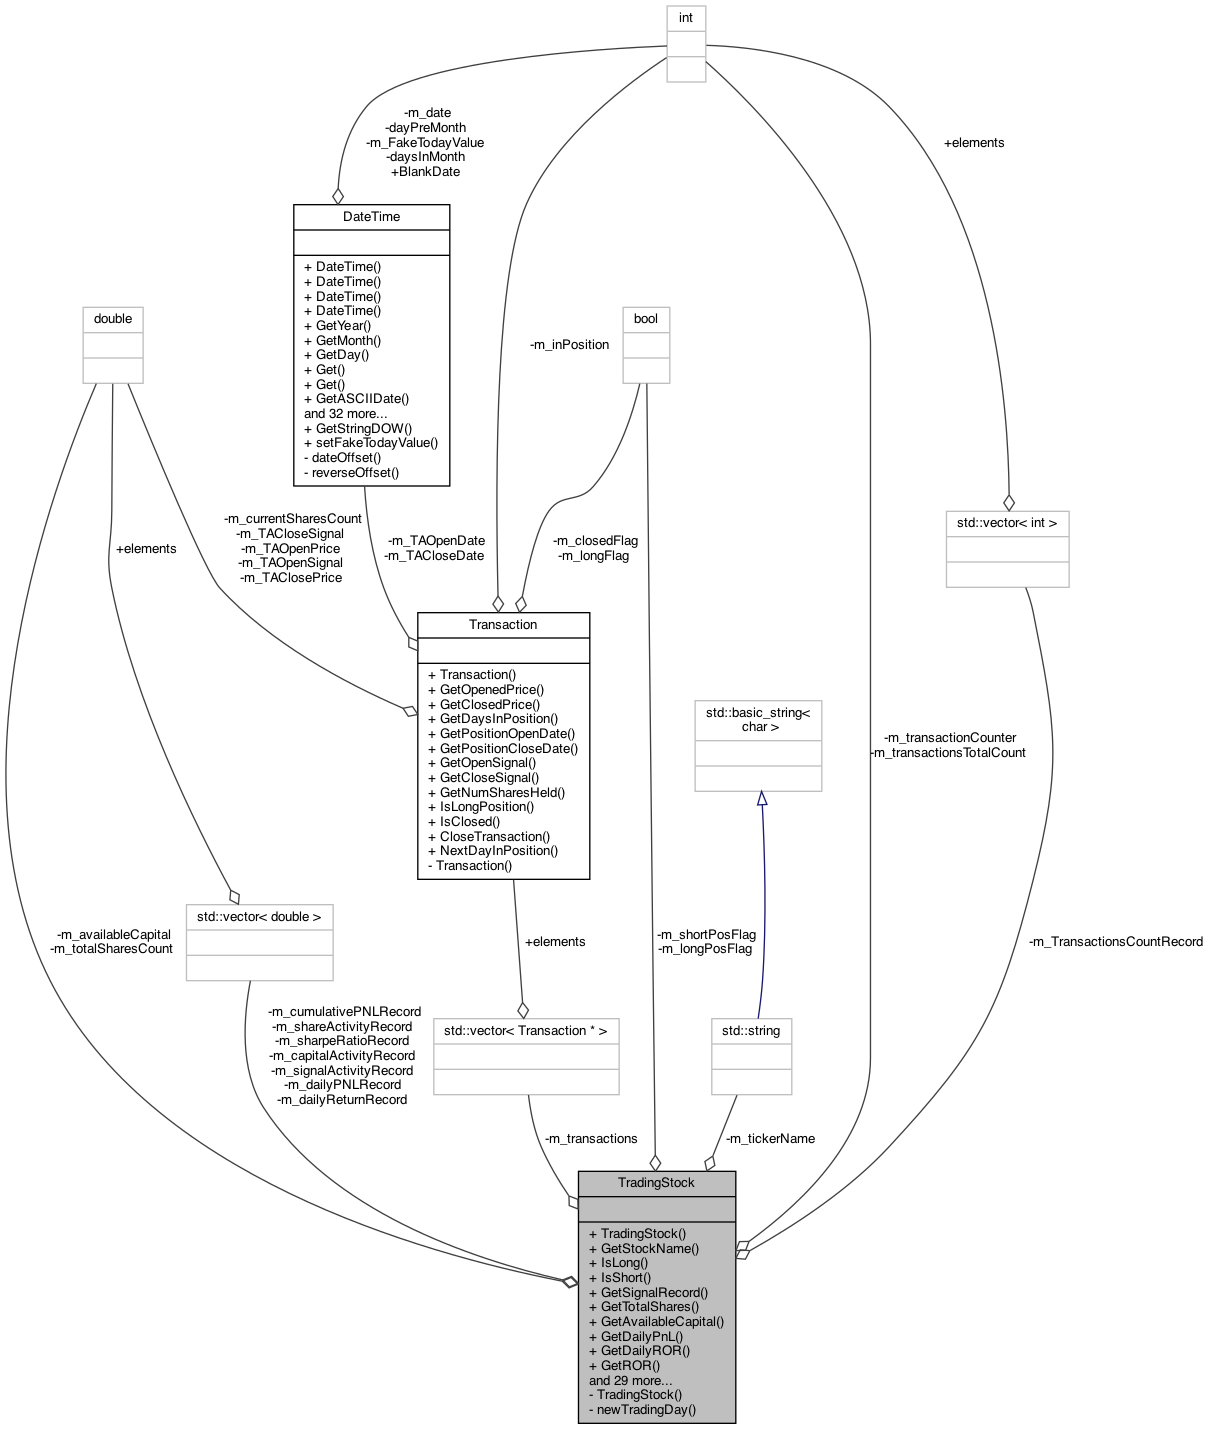 int
-m_date
-dayPreMonth
-m_FakeTodayValue
-daysInMonth
+BlankDate
+elements
DateTime
+ DateTime()
+ DateTime()
+ DateTime()
+ DateTime()
+ GetYear()
+ GetMonth()
+ GetDay()
+ Get()
+ Get()
+ GetASCIIDate()
and 32 more...
+ GetStringDOW()
+ setFakeTodayValue()
- dateOffset()
- reverseOffset()
double
bool
-m_inPosition
-m_currentSharesCount
-m_TACloseSignal
-m_TAOpenPrice
-m_TAOpenSignal
-m_TAClosePrice
+elements
-m_TAOpenDate
-m_TACloseDate
-m_closedFlag
-m_longFlag
std::vector< int >
Transaction
+ Transaction()
+ GetOpenedPrice()
+ GetClosedPrice()
+ GetDaysInPosition()
+ GetPositionOpenDate()
+ GetPositionCloseDate()
+ GetOpenSignal()
+ GetCloseSignal()
+ GetNumSharesHeld()
+ IsLongPosition()
+ IsClosed()
+ CloseTransaction()
+ NextDayInPosition()
- Transaction()
std::basic_string<
char >
-m_transactionCounter
-m_transactionsTotalCount
-m_availableCapital
-m_totalSharesCount
std::vector< double >
+elements
-m_shortPosFlag
-m_longPosFlag
-m_TransactionsCountRecord
-m_cumulativePNLRecord
-m_shareActivityRecord
-m_sharpeRatioRecord
-m_capitalActivityRecord
-m_signalActivityRecord
-m_dailyPNLRecord
-m_dailyReturnRecord
std::vector< Transaction * >
std::string
-m_transactions
-m_tickerName
TradingStock
+ TradingStock()
+ GetStockName()
+ IsLong()
+ IsShort()
+ GetSignalRecord()
+ GetTotalShares()
+ GetAvailableCapital()
+ GetDailyPnL()
+ GetDailyROR()
+ GetROR()
and 29 more...
- TradingStock()
- newTradingDay()